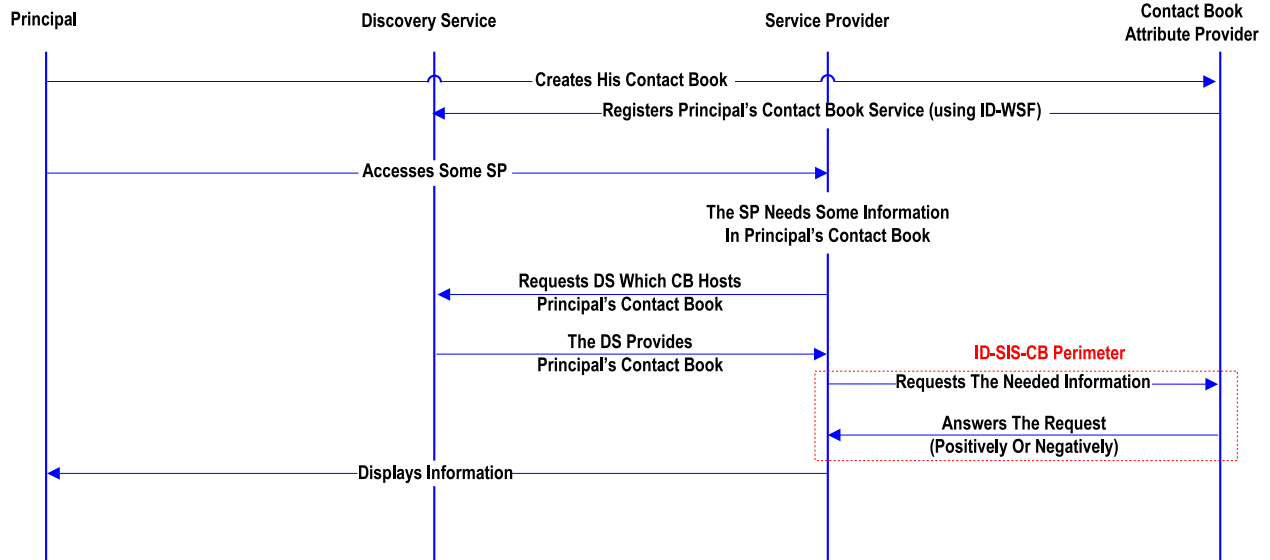 Principal
Discovery Service
Service Provider
Contact Book
Attribute Provider
Creates His Contact Book
Registers Principal's Contact Book Service (using ID-WSF)
Accesses Some SP
The SP Needs Some Information
In Principal's Contact Book
Requests DS Which CB Hosts
Principal's Contact Book
The DS Provides
Principal's Contact Book
ID-SIS-CB Perimeter
Requests The Needed Information
Answers The Request
(Positively Or Negatively)
Displays Information